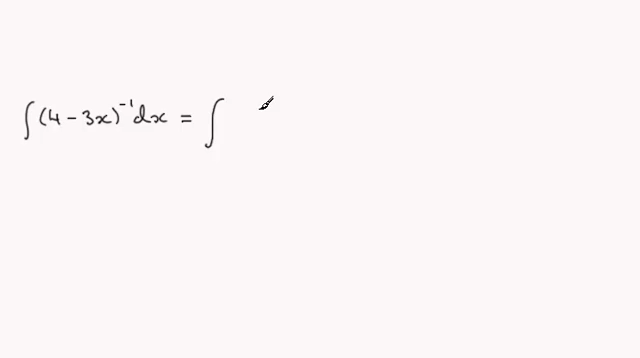 ∫(4-3x)⁻¹dx = ∫